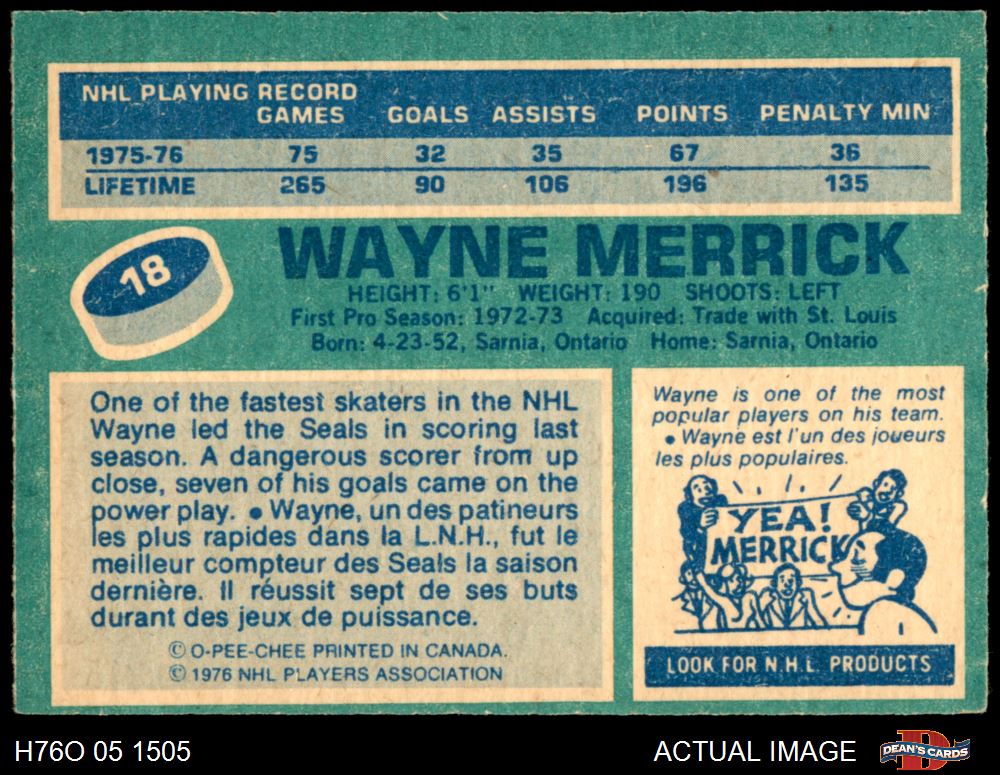 NHL PLAYING RECORD
GAMES GOALS ASSISTS POINTS PENALTY MIN
1975-76 75 32 35 67 36
LIFETIME 265 90 106 196 135
18
WAYNE MERRICK
HEIGHT: 6'1" WEIGHT: 190 SHOOTS: LEFT
First Pro Season: 1972-73 Acquired: Trade with St. Louis
Born: 4-23-52, Sarnia, Ontario Home: Sarnia, Ontario
One of the fastest skaters in the NHL
Wayne led the Seals in scoring last
season. A dangerous scorer from up
close, seven of his goals came on the
power play. • Wayne, un des patineurs
les plus rapides dans la L.N.H., fut le
meilleur compteur des Seals la saison
dernière. Il réussit sept de ses buts
durant des jeux de puissance.
© O-PEE-CHEE PRINTED IN CANADA.
© 1976 NHL PLAYERS ASSOCIATION
Wayne is one of the most
popular players on his team.
• Wayne est l'un des joueurs
les plus populaires.
YEA!
MERRICK
LOOK FOR N.H.L. PRODUCTS
H76O 05 1505
ACTUAL IMAGE
DEAN'S CARDS